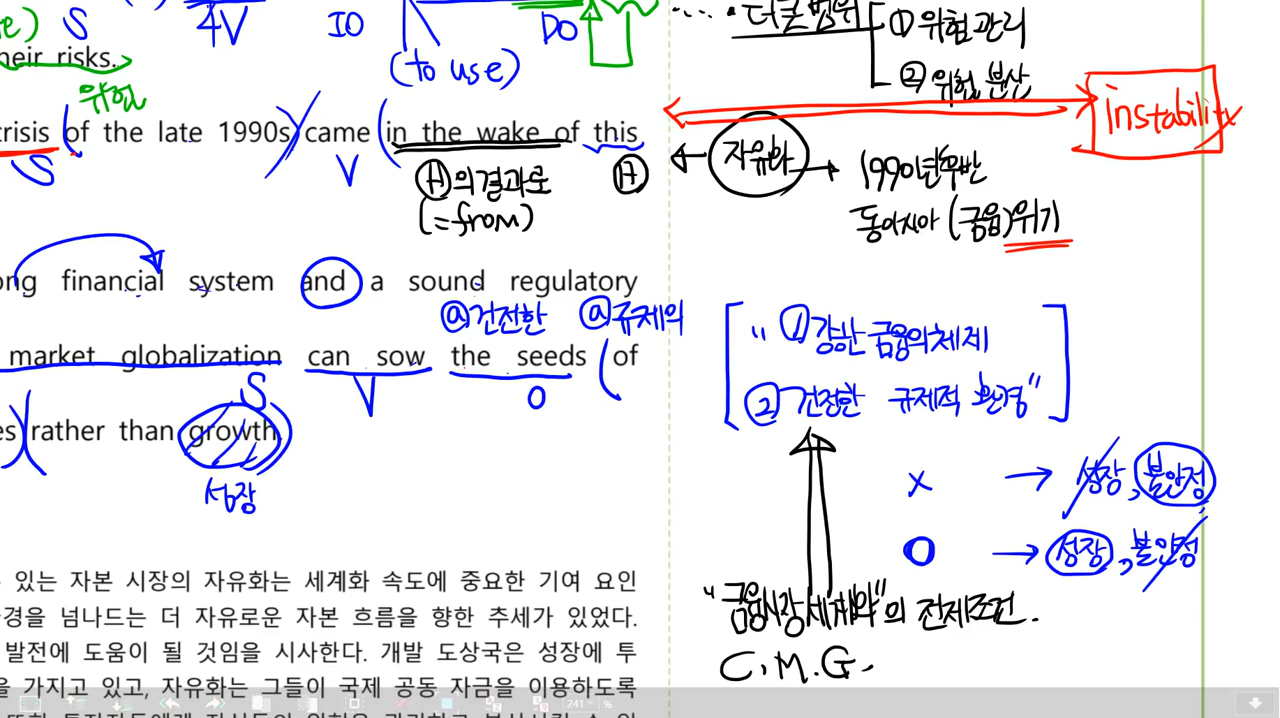 S 4V IO DO
heir risks. (to use)
위험
crisis of the late 1990s came in the wake of this
S V Ⓗ의결과로 Ⓗ
(=from)
ong financial system and a sound regulatory
ⓐ건전한 ⓐ규제의
market globalization can sow the seeds of
S V O
rather than growth
성장
있는 자본 시장의 자유화는 세계화 속도에 중요한 기여 요인
경을 넘나드는 더 자유로운 자본 흐름을 향한 추세가 있었다.
발전에 도움이 될 것임을 시사한다. 개발 도상국은 성장에 투
을 가지고 있고, 자유화는 그들이 국제 공동 자금을 이용하도록
더큰범위 ① 위험관리
② 위험 분산
instability
자유화 1990년후반
동아시아 (금융)위기
" ①강한 금융의체제
②건전한 규제적 환경"
x → 성장, 불안정
O → 성장, 불안정
"금융시장세계화"의 전제조건.
C.M.G.
241 %